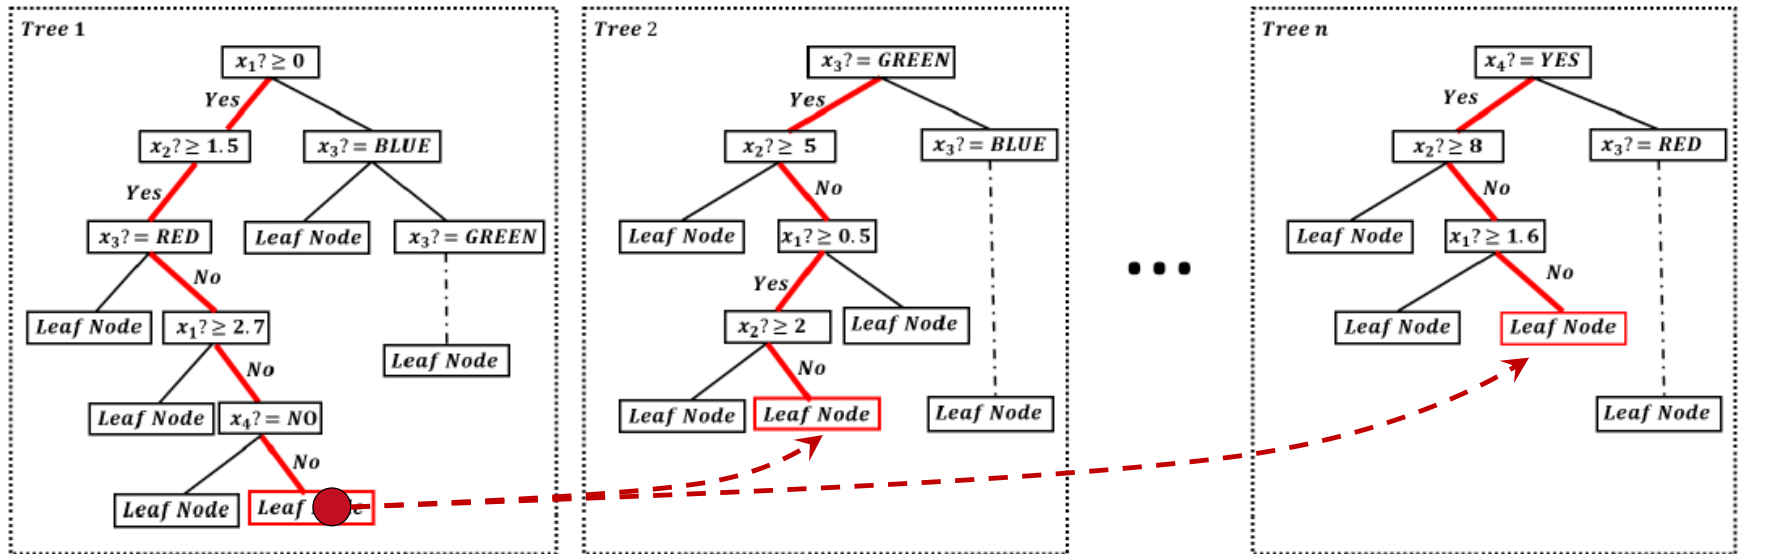 Tree 1
x₁? ≥ 0
Yes
x₂? ≥ 1.5
x₃? = BLUE
Yes
x₃? = RED
Leaf Node
x₃? = GREEN
No
Leaf Node
x₁? ≥ 2.7
Leaf Node
No
Leaf Node
x₄? = NO
No
Leaf Node
Leaf
Tree 2
x₃? = GREEN
Yes
x₂? ≥ 5
x₃? = BLUE
No
Leaf Node
x₁? ≥ 0.5
Yes
x₂? ≥ 2
Leaf Node
No
Leaf Node
Leaf Node
Leaf Node
...
Tree n
x₄? = YES
Yes
x₂? ≥ 8
x₃? = RED
No
Leaf Node
x₁? ≥ 1.6
No
Leaf Node
Leaf Node
Leaf Node